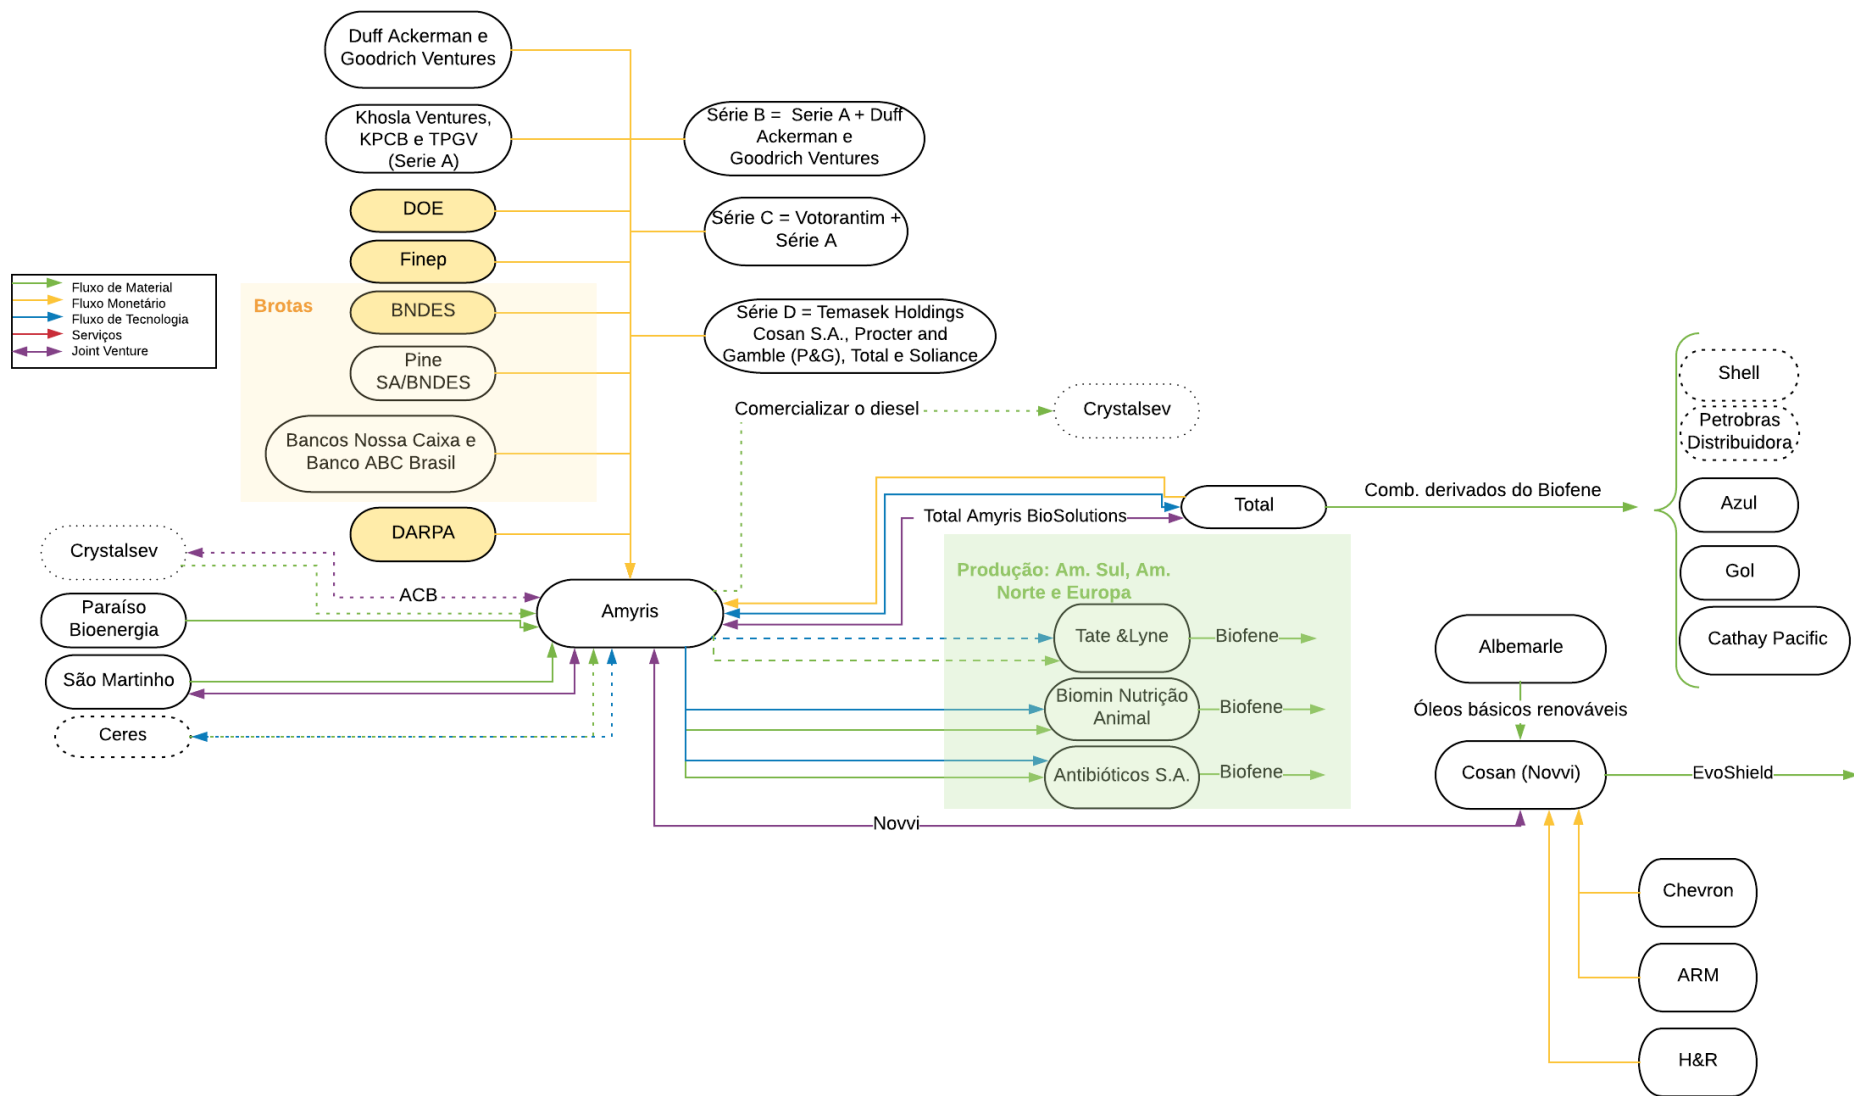 Duff Ackerman e
Goodrich Ventures
Khosla Ventures,
KPCB e TPGV
(Serie A)
Série B =  Serie A + Duff
Ackerman e
Goodrich Ventures
DOE
Série C = Votorantim +
Série A
Finep
Fluxo de Material
Fluxo Monetário
Fluxo de Tecnologia
Serviços
Joint Venture
Brotas
BNDES
Série D = Temasek Holdings
Cosan S.A., Procter and
Gamble (P&G), Total e Soliance
Pine
SA/BNDES
Bancos Nossa Caixa e
Banco ABC Brasil
Comercializar o diesel
Crystalsev
Shell
Petrobras
Distribuidora
Azul
Gol
Cathay Pacific
Total
Comb. derivados do Biofene
Total Amyris BioSolutions
DARPA
Crystalsev
ACB
Paraíso
Bioenergia
Amyris
São Martinho
Ceres
Produção: Am. Sul, Am.
Norte e Europa
Tate &Lyne
Biofene
Biomin Nutrição
Animal
Biofene
Antibióticos S.A.
Biofene
Novvi
Albemarle
Óleos básicos renováveis
Cosan (Novvi)
EvoShield
Chevron
ARM
H&R